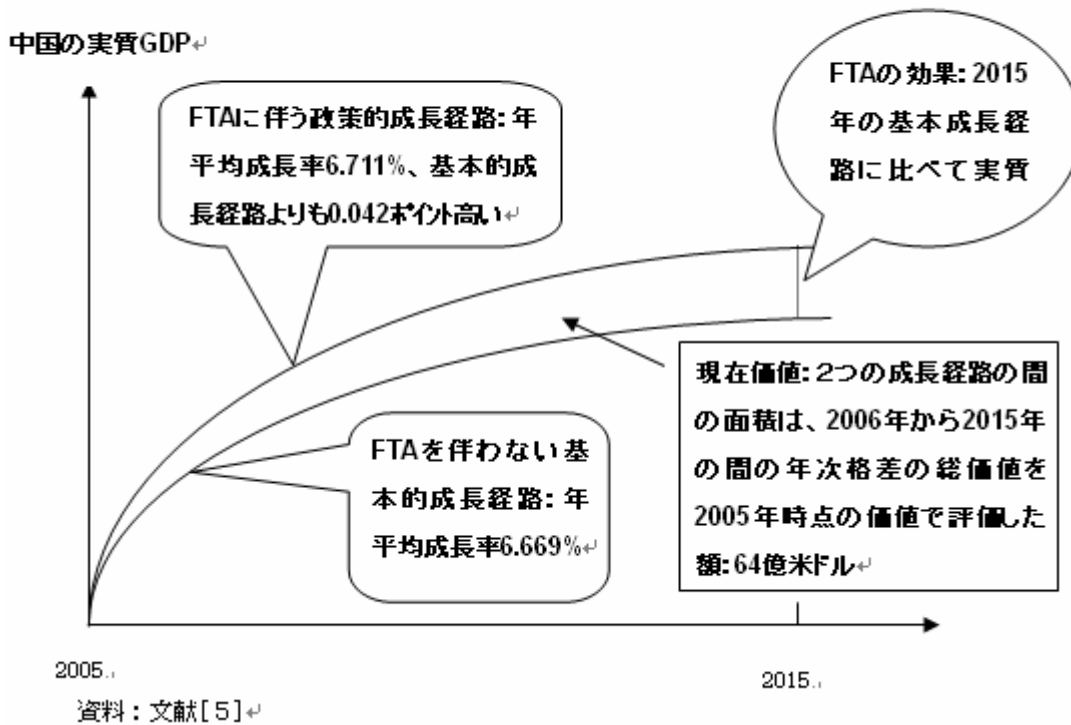 中国の実質GDP
FTAの効果:2015
年の基本成長経
路に比べて実質
FTAに伴う政策的成長経路:年
平均成長率6.711%、基本的成
長経路よりも0.042ポイント高い
現在価値:2つの成長経路の間
の面積は、2006年から2015年
の間の年次格差の総価値を
2005年時点の価値で評価した
額:64億米ドル
FTAを伴わない基
本的成長経路:年
平均成長率6.669%
2005
2015
資料:文献[5]